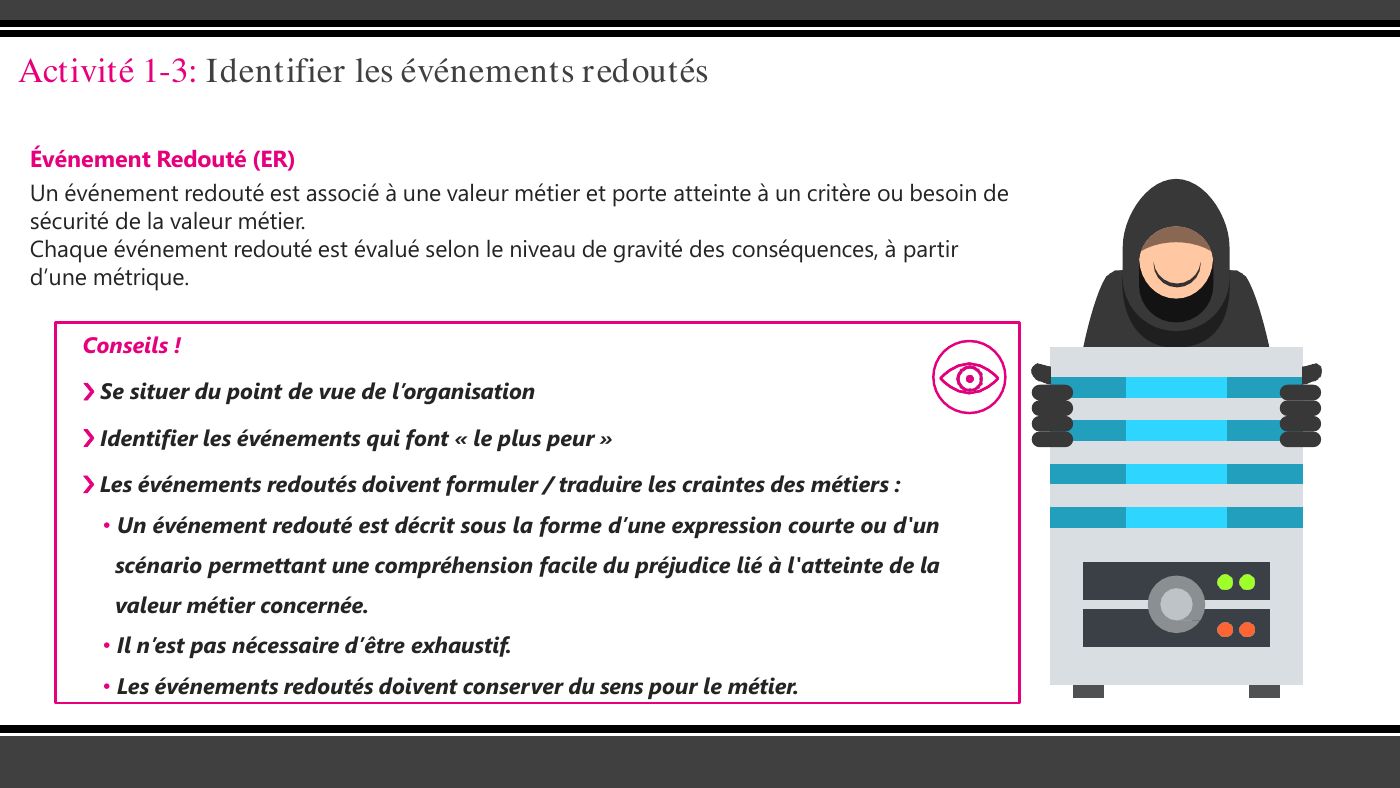 Activité 1-3: Identifier les événements redoutés
Événement Redouté (ER)
Un événement redouté est associé à une valeur métier et porte atteinte à un critère ou besoin de
sécurité de la valeur métier.
Chaque événement redouté est évalué selon le niveau de gravité des conséquences, à partir
d’une métrique.
Conseils !
❯ Se situer du point de vue de l’organisation
❯ Identifier les événements qui font « le plus peur »
❯ Les événements redoutés doivent formuler / traduire les craintes des métiers :
• Un événement redouté est décrit sous la forme d’une expression courte ou d'un
scénario permettant une compréhension facile du préjudice lié à l'atteinte de la
valeur métier concernée.
• Il n’est pas nécessaire d’être exhaustif.
• Les événements redoutés doivent conserver du sens pour le métier.